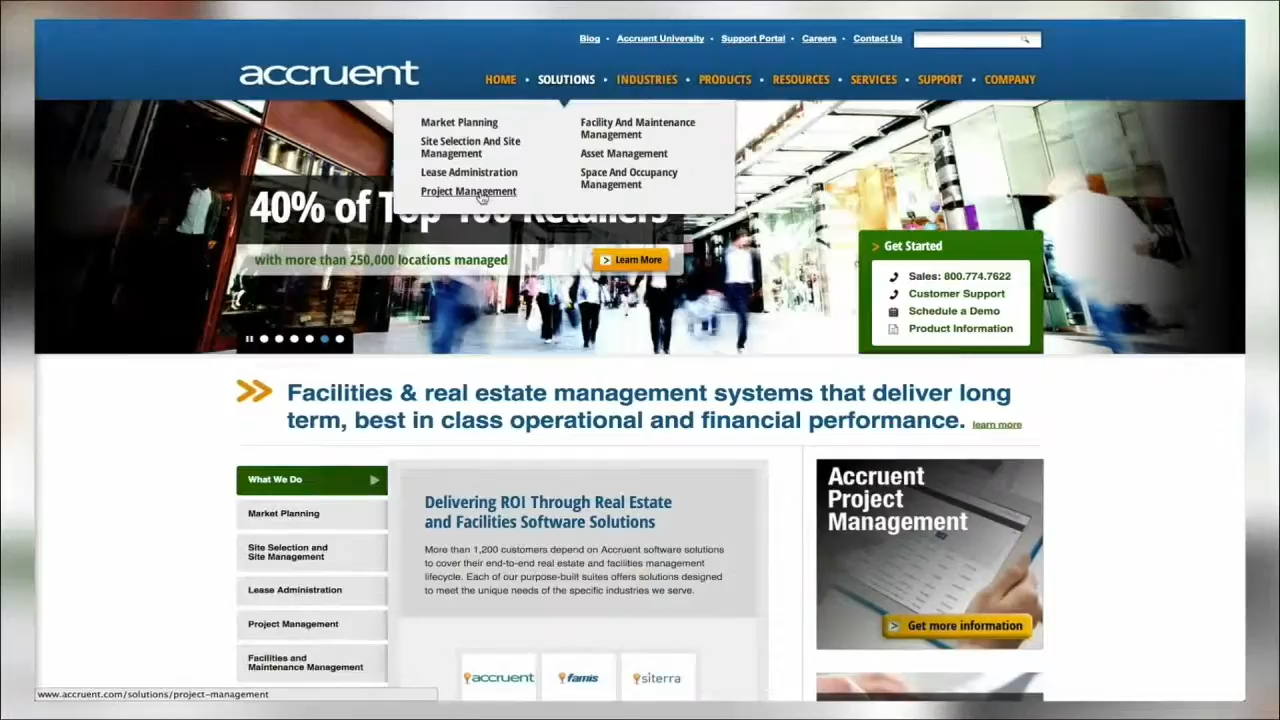 Blog • Accruent University • Support Portal • Careers • Contact Us
accruent
HOME • SOLUTIONS • INDUSTRIES • PRODUCTS • RESOURCES • SERVICES • SUPPORT • COMPANY
Market Planning
Site Selection And Site
Management
Lease Administration
Project Management
Facility And Maintenance
Management
Asset Management
Space And Occupancy
Management
40% of Top 100 Retailers
with more than 250,000 locations managed
Learn More
Get Started
Sales: 800.774.7622
Customer Support
Schedule a Demo
Product Information
Facilities & real estate management systems that deliver long
term, best in class operational and financial performance. learn more
What We Do
Market Planning
Site Selection and
Site Management
Lease Administration
Project Management
Facilities and
Maintenance Management
Delivering ROI Through Real Estate
and Facilities Software Solutions
More than 1,200 customers depend on Accruent software solutions
to cover their end-to-end real estate and facilities management
lifecycle. Each of our purpose-built suites offers solutions designed
to meet the unique needs of the specific industries we serve.
accruent
famis
siterra
Accruent
Project
Management
Get more information
www.accruent.com/solutions/project-management